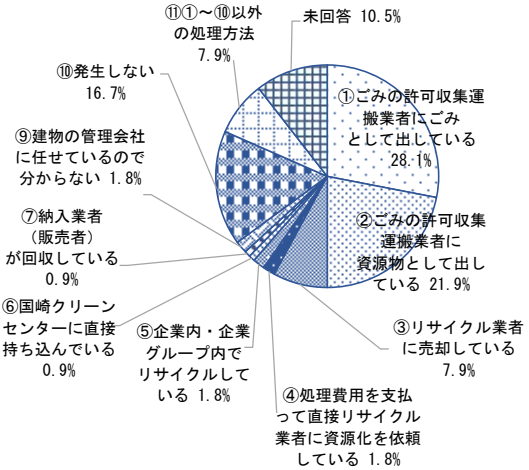 ①ごみの許可収集運
搬業者にごみ
として出している
28.1%
②ごみの許可収集
運搬業者に
資源物として出し
ている 21.9%
③リサイクル業者
に売却している
7.9%
④処理費用を支払
って直接リサイクル
業者に資源化を依頼
している 1.8%
⑤企業内・企業
グループ内で
リサイクルして
いる 1.8%
⑥国崎クリーン
センターに直接
持ち込んでいる
0.9%
⑦納入業者
（販売者）
が回収している
0.9%
⑨建物の管理会社
に任せているので
分からない 1.8%
⑩発生しない
16.7%
⑪①～⑩以外
の処理方法
7.9%
未回答 10.5%